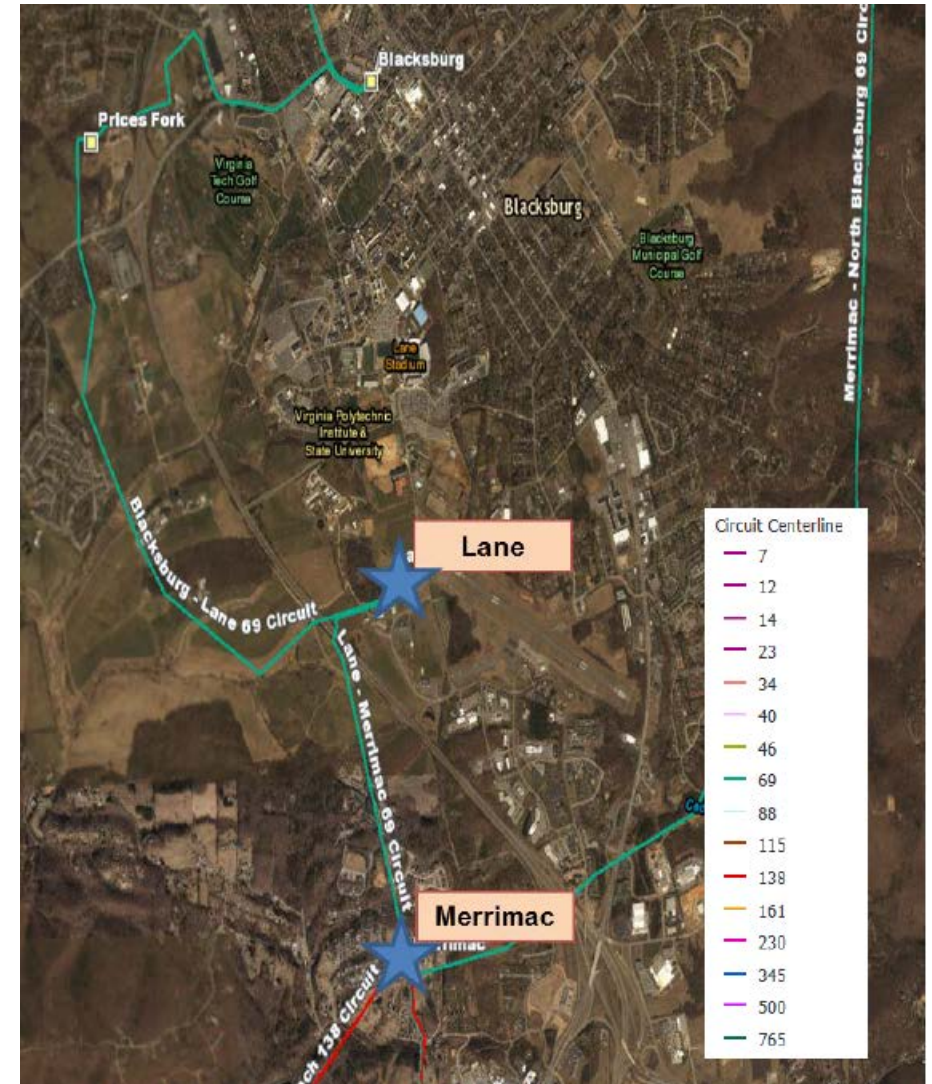 Blacksburg
Prices Fork
Virginia
Tech Golf
Course
Blacksburg
Blacksburg
Municipal Golf
Course
Merrimac - North Blacksburg 69 Circ
Lane
Stadium
Virginia Polytechnic
Institute &
State University
Blacksburg - Lane 69 Circuit
Lane
Lane - Merrimac 69 Circuit
Merrimac
rrimac
ch 138 Circuit
Circuit Centerline
7
12
14
23
34
40
46
69
88
115
138
161
230
345
500
765